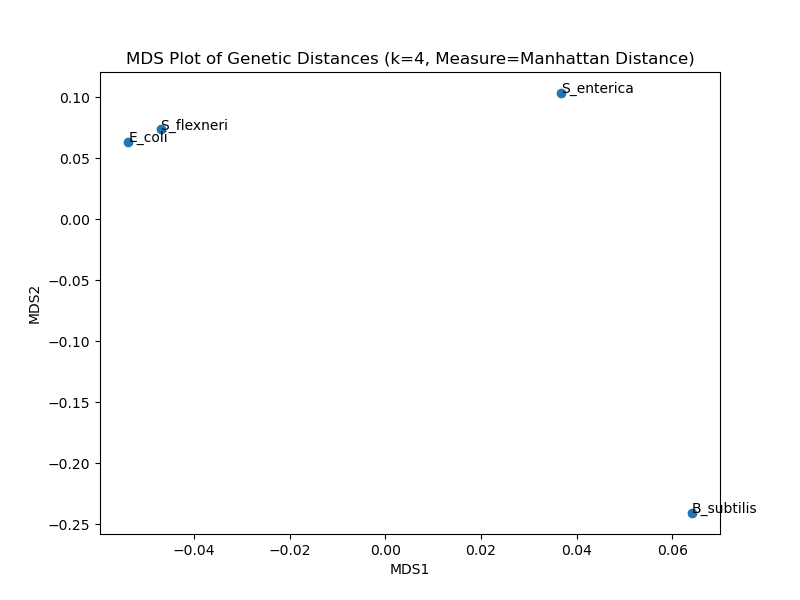 MDS Plot of Genetic Distances (k=4, Measure=Manhattan Distance)
S_enterica
S_flexneri
E_coli
B_subtilis
0.10
0.05
0.00
−0.05
−0.10
−0.15
−0.20
−0.25
MDS2
−0.04
−0.02
0.00
0.02
0.04
0.06
MDS1